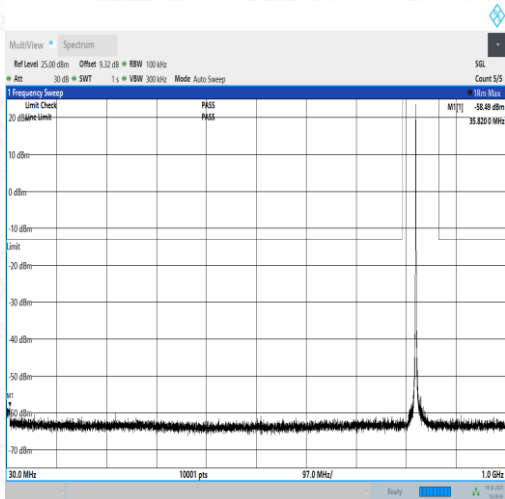 MultiView Spectrum
Ref Level 25.00 dBm Offset 9.32 dB RBW 100 kHz SGL
Att 30 dB SWT 1 s VBW 300 kHz Mode Auto Sweep Count 5/5
1 Frequency Sweep 1Rm Max
Limit Check PASS M1[1] -58.49 dBm
Line Limit PASS 35.820 0 MHz
20 dBm
10 dBm
0 dBm
-10 dBm
Limit
-20 dBm
-30 dBm
-40 dBm
-50 dBm
M1
-60 dBm
-70 dBm
30.0 MHz 10001 pts 97.0 MHz/ 1.0 GHz
Ready